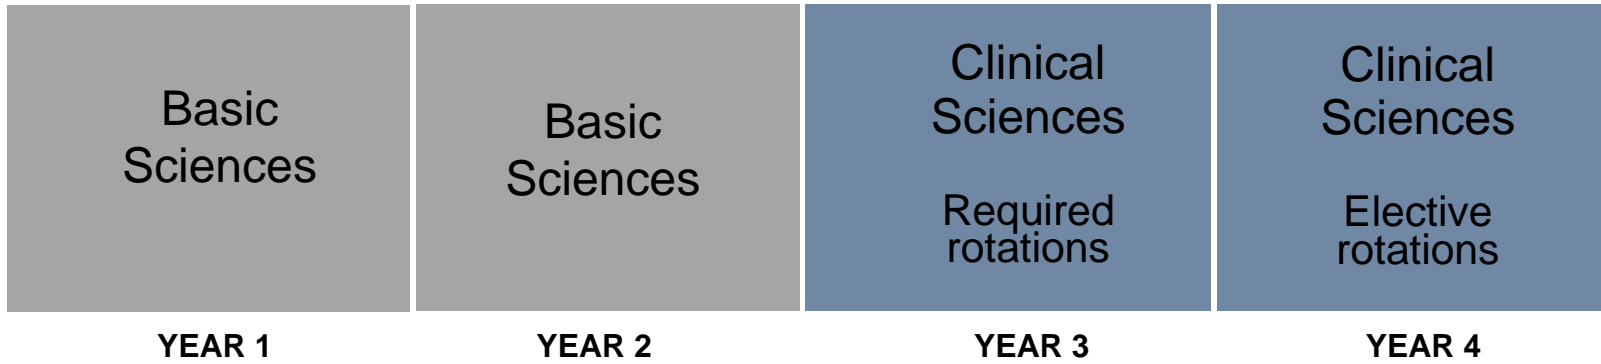 Basic
Sciences
Basic
Sciences
Clinical
Sciences
Required
rotations
Clinical
Sciences
Elective
rotations
YEAR 1
YEAR 2
YEAR 3
YEAR 4